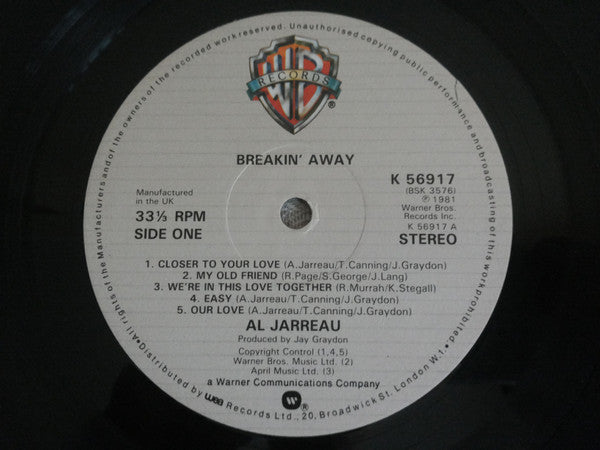 All rights of the Manufacturers and of the owners of the recorded work reserved. Unauthorised copying public performance and broadcasting of this work prohibited.
WB
RECORDS
®
BREAKIN' AWAY
Manufactured
in the UK
33⅓ RPM
SIDE ONE
K 56917
(BSK 3576)
℗ 1981
Warner Bros.
Records Inc.
K 56917 A
STEREO
1. CLOSER TO YOUR LOVE (A.Jarreau/T.Canning/J.Graydon)
2. MY OLD FRIEND (R.Page/S.George/J.Lang)
3. WE'RE IN THIS LOVE TOGETHER (R.Murrah/K.Stegall)
4. EASY (A.Jarreau/T.Canning/J.Graydon)
5. OUR LOVE (A.Jarreau/T.Canning/J.Graydon)
AL JARREAU
Produced by Jay Graydon
Copyright Control (1,4,5)
Warner Bros. Music Ltd. (2)
April Music Ltd. (3)
a Warner Communications Company
W ®
•Distributed by wea Records Ltd., 20, Broadwick St. London W.1.•